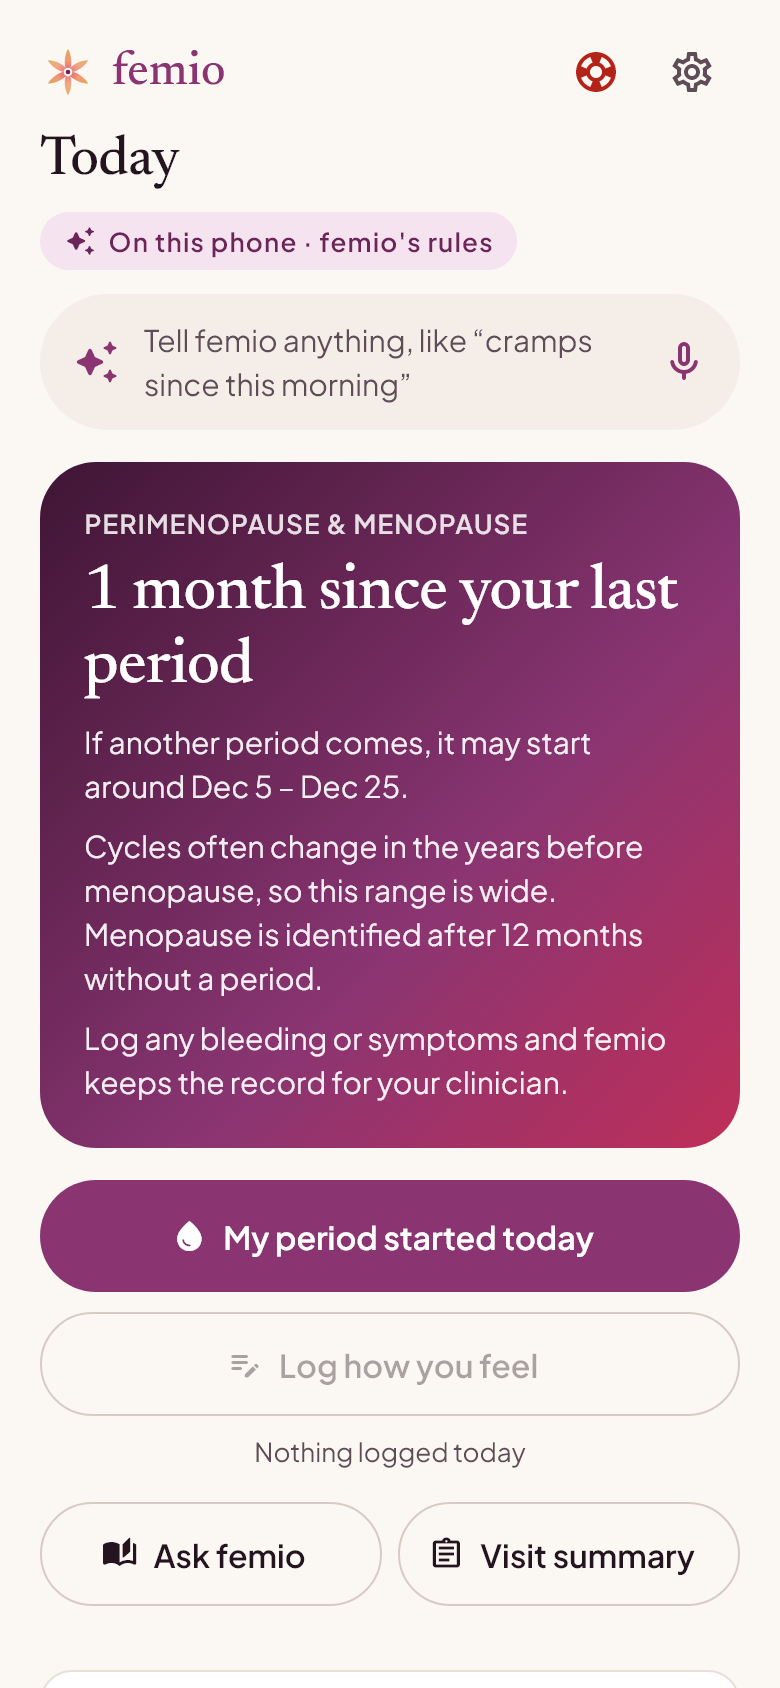 femio
Today
On this phone · femio's rules
Tell femio anything, like “cramps
since this morning”
PERIMENOPAUSE & MENOPAUSE
1 month since your last
period
If another period comes, it may start
around Dec 5 – Dec 25.
Cycles often change in the years before
menopause, so this range is wide.
Menopause is identified after 12 months
without a period.
Log any bleeding or symptoms and femio
keeps the record for your clinician.
My period started today
Log how you feel
Nothing logged today
Ask femio
Visit summary